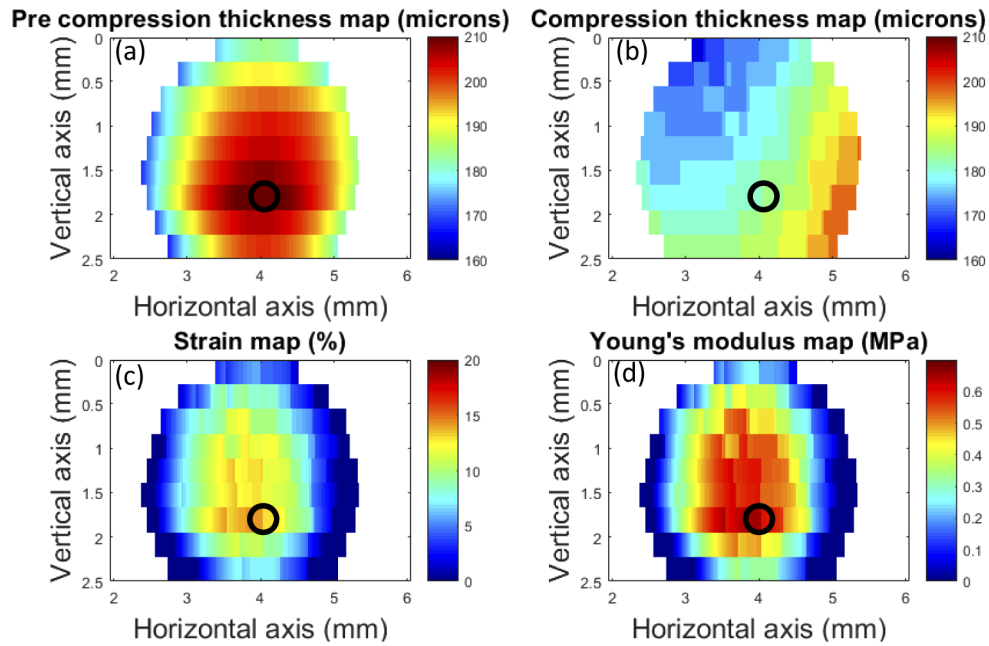 Pre compression thickness map (microns)
(a)
Vertical axis (mm)
0
0.5
1
1.5
2
2.5
2 3 4 5 6
Horizontal axis (mm)
210
200
190
180
170
160
Compression thickness map (microns)
(b)
Vertical axis (mm)
0
0.5
1
1.5
2
2.5
2 3 4 5 6
Horizontal axis (mm)
210
200
190
180
170
160
Strain map (%)
(c)
Vertical axis (mm)
0
0.5
1
1.5
2
2.5
2 3 4 5 6
Horizontal axis (mm)
20
15
10
5
0
Young's modulus map (MPa)
(d)
Vertical axis (mm)
0
0.5
1
1.5
2
2.5
2 3 4 5 6
Horizontal axis (mm)
0.6
0.5
0.4
0.3
0.2
0.1
0